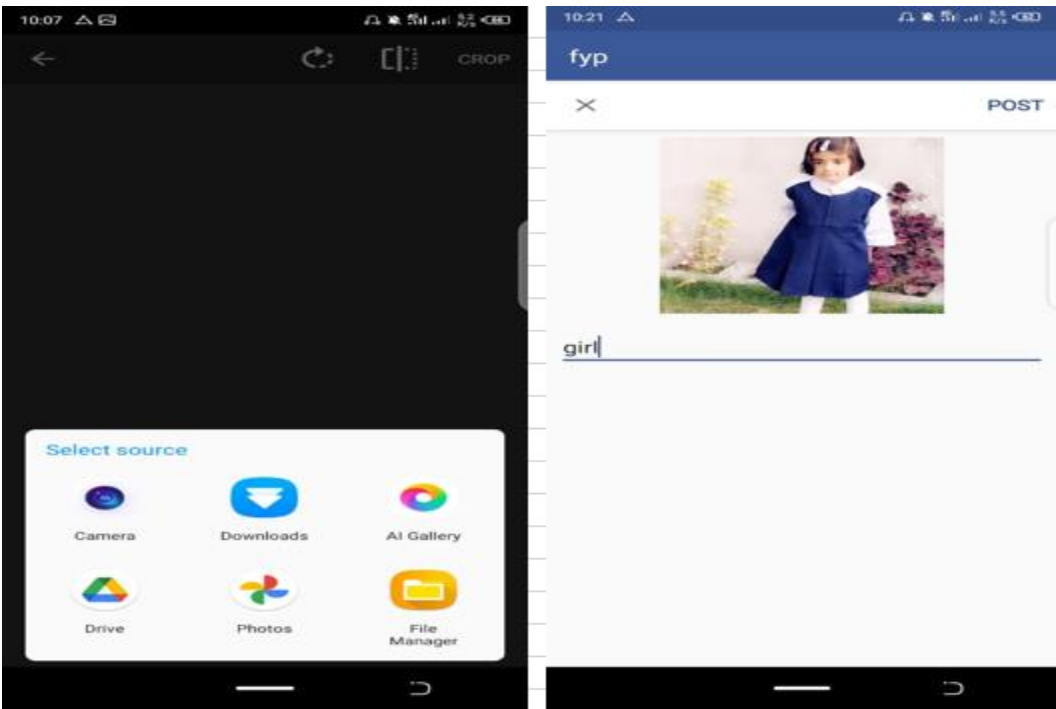 10:07
CROP
Select source
Camera
Downloads
AI Gallery
Drive
Photos
File
Manager
10:21
fyp
POST
girl